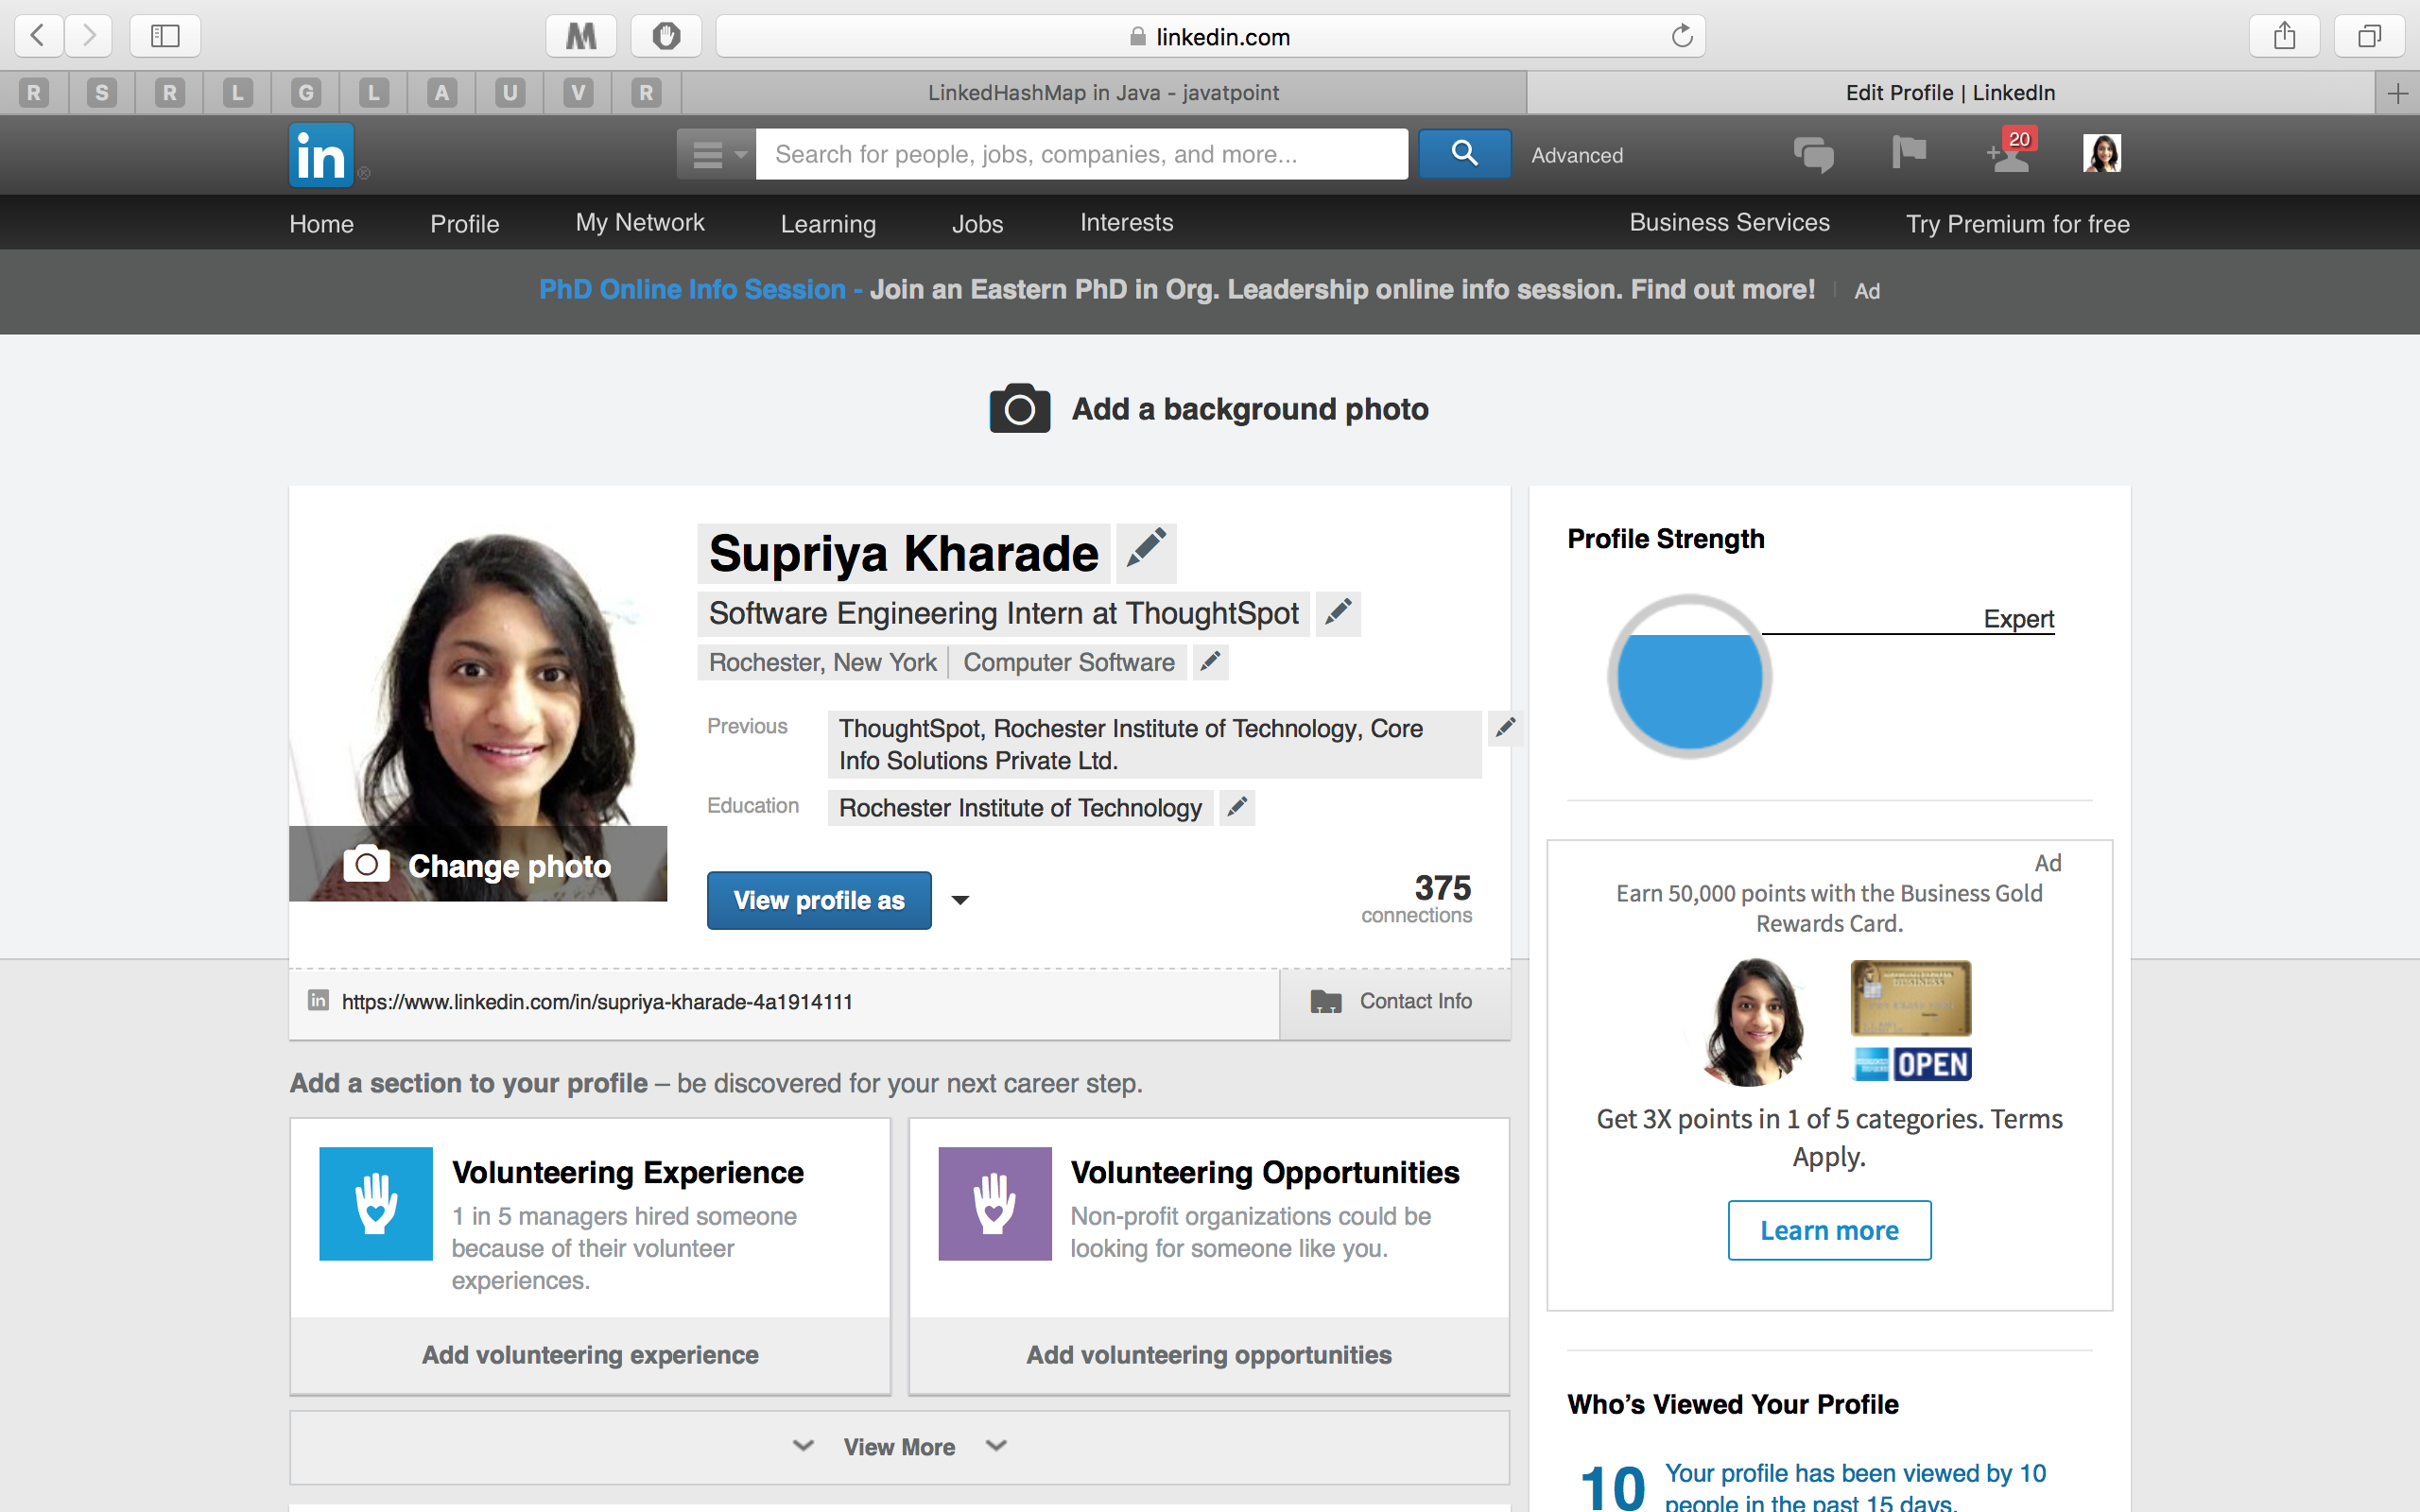 linkedin.com
R S R L G L A U V R
LinkedHashMap in Java - javatpoint
Edit Profile | LinkedIn
in
Search for people, jobs, companies, and more...
Advanced
20
Home
Profile
My Network
Learning
Jobs
Interests
Business Services
Try Premium for free
PhD Online Info Session - Join an Eastern PhD in Org. Leadership online info session. Find out more!
Ad
Add a background photo
Supriya Kharade
Software Engineering Intern at ThoughtSpot
Rochester, New York
Computer Software
Previous
ThoughtSpot, Rochester Institute of Technology, Core
Info Solutions Private Ltd.
Education
Rochester Institute of Technology
Change photo
View profile as
375
connections
in
https://www.linkedin.com/in/supriya-kharade-4a1914111
Contact Info
Add a section to your profile – be discovered for your next career step.
Volunteering Experience
1 in 5 managers hired someone
because of their volunteer
experiences.
Add volunteering experience
Volunteering Opportunities
Non-profit organizations could be
looking for someone like you.
Add volunteering opportunities
View More
Profile Strength
Expert
Ad
Earn 50,000 points with the Business Gold
Rewards Card.
BUSINESS
OPEN
Get 3X points in 1 of 5 categories. Terms
Apply.
Learn more
Who's Viewed Your Profile
10
Your profile has been viewed by 10
people in the past 15 days.